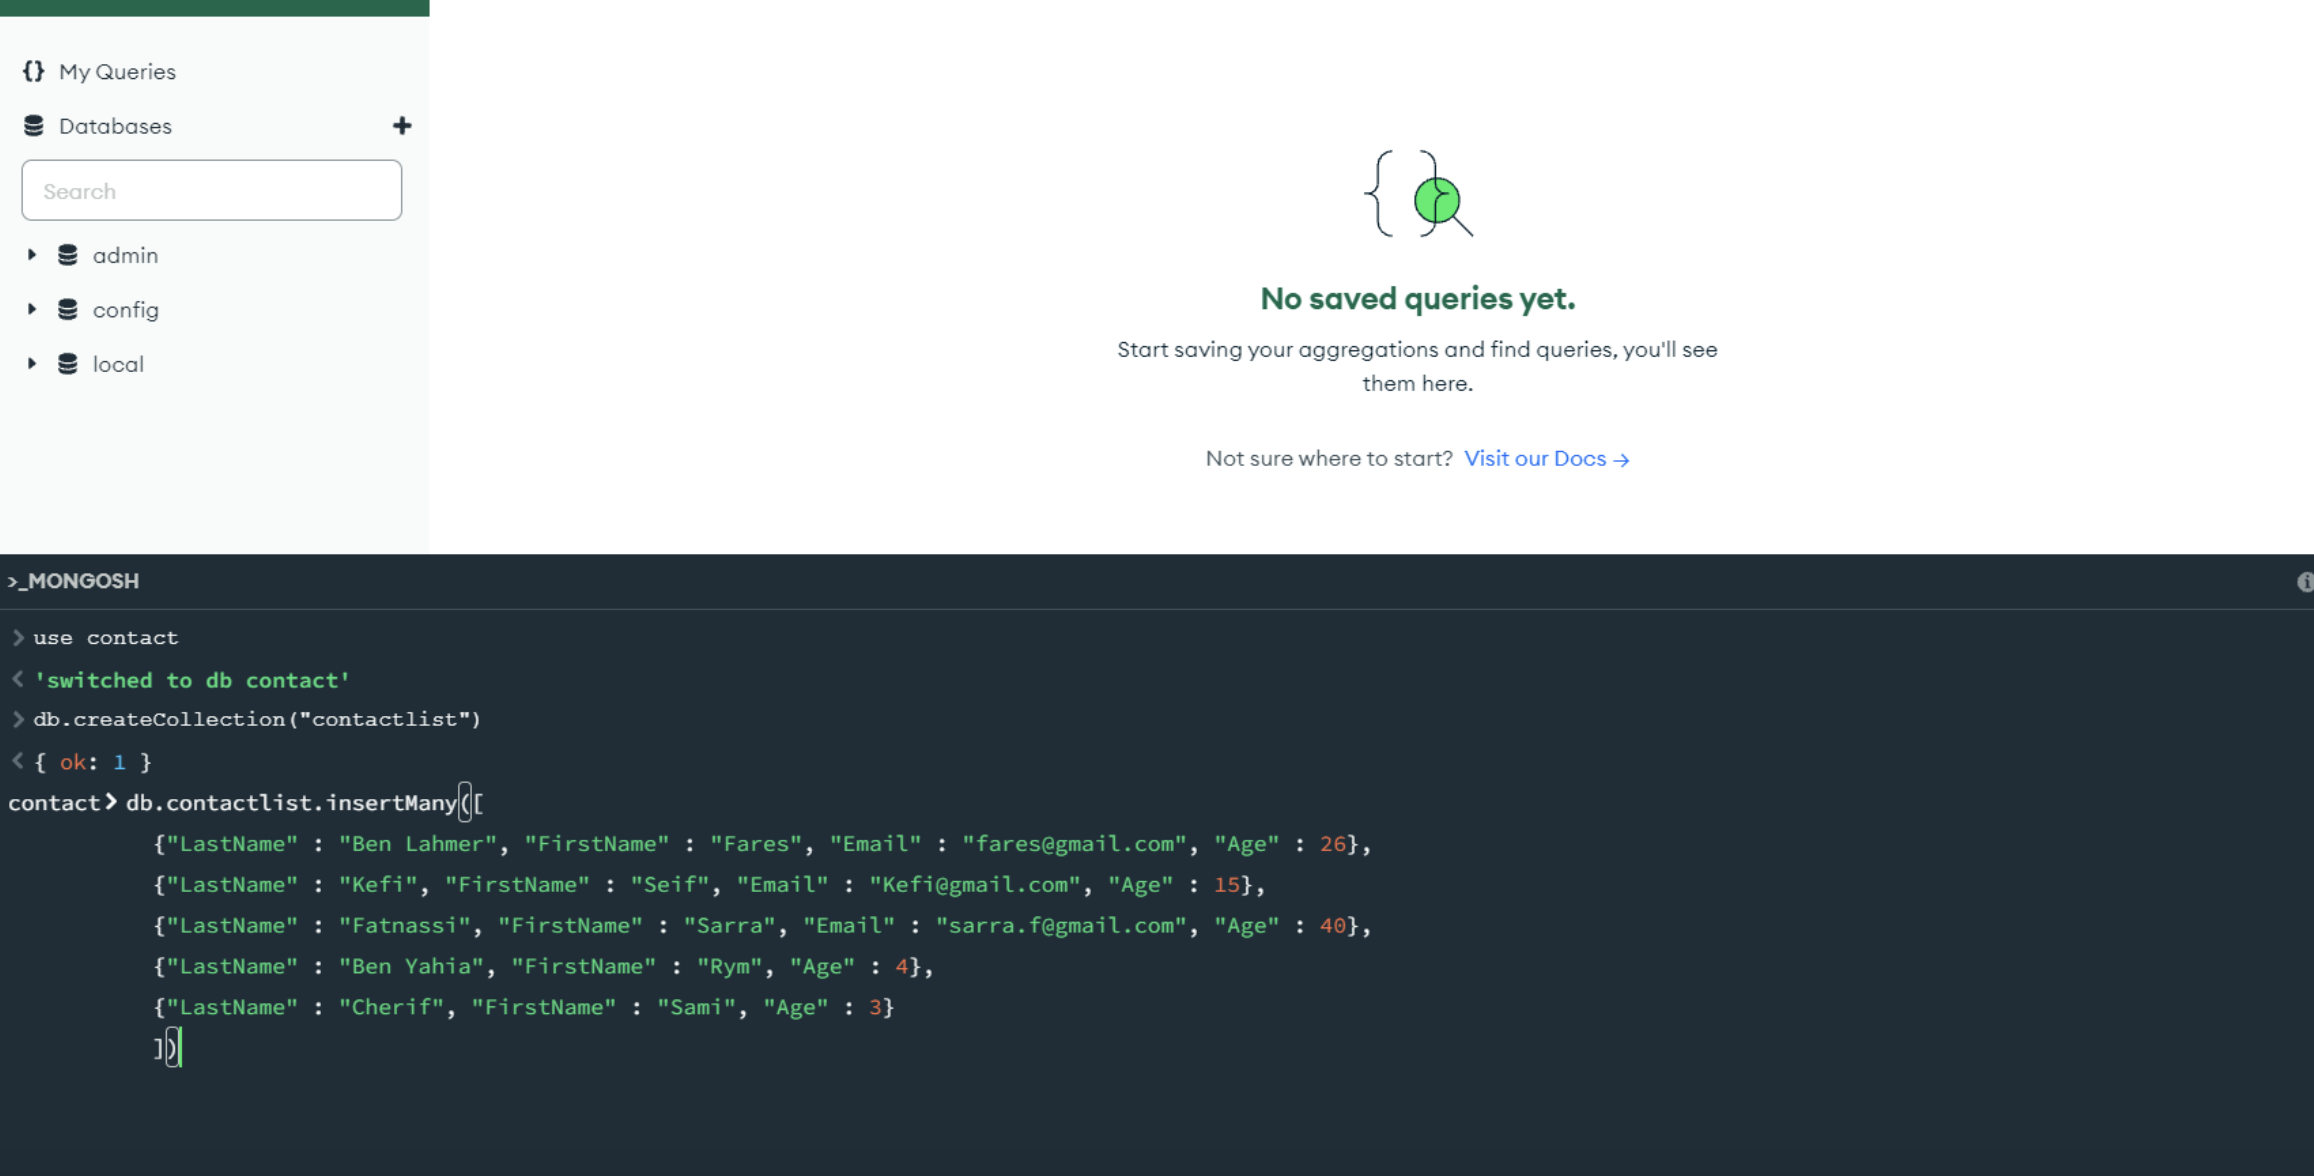 {} My Queries
Databases +
Search
admin
config
local
No saved queries yet.
Start saving your aggregations and find queries, you'll see
them here.
Not sure where to start? Visit our Docs →
>_MONGOSH
> use contact
< 'switched to db contact'
> db.createCollection("contactlist")
< { ok: 1 }
contact> db.contactlist.insertMany([
{"LastName" : "Ben Lahmer", "FirstName" : "Fares", "Email" : "fares@gmail.com", "Age" : 26},
{"LastName" : "Kefi", "FirstName" : "Seif", "Email" : "Kefi@gmail.com", "Age" : 15},
{"LastName" : "Fatnassi", "FirstName" : "Sarra", "Email" : "sarra.f@gmail.com", "Age" : 40},
{"LastName" : "Ben Yahia", "FirstName" : "Rym", "Age" : 4},
{"LastName" : "Cherif", "FirstName" : "Sami", "Age" : 3}
])